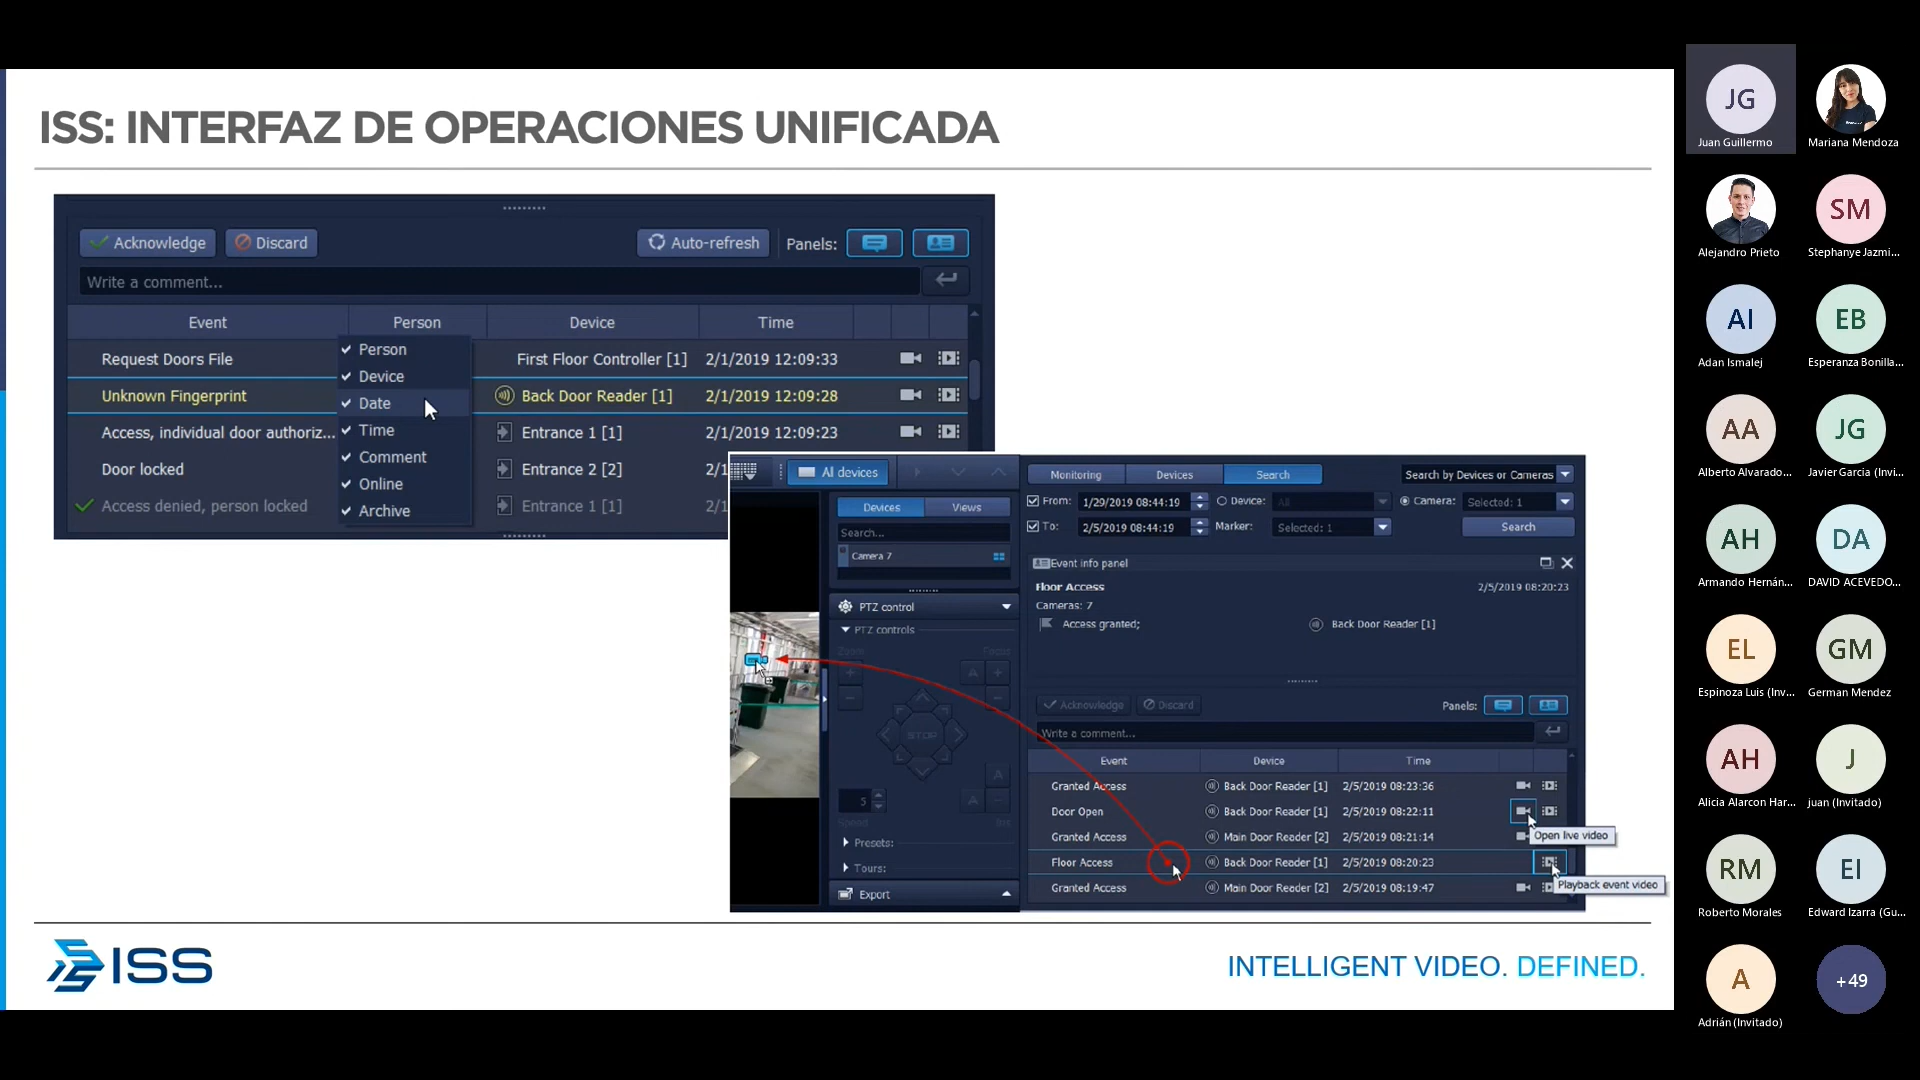 ISS: INTERFAZ DE OPERACIONES UNIFICADA
Acknowledge Discard Auto-refresh Panels:
Write a comment...
Event Person Device Time
Request Doors File First Floor Controller [1] 2/1/2019 12:09:33
Unknown Fingerprint Back Door Reader [1] 2/1/2019 12:09:28
Access, individual door authoriz... Entrance 1 [1] 2/1/2019 12:09:23
Door locked Entrance 2 [2] 2/1
Access denied, person locked Entrance 1 [1] 2/1
Person
Device
Date
Time
Comment
Online
Archive
All devices
Devices Views
Search...
Camera 7
PTZ control
PTZ controls
Zoom Focus
A + 
STOP
A
5 A
Speed Iris
Presets:
Tours:
Export
Monitoring Devices Search Search by Devices or Cameras
From: 1/29/2019 08:44:19 Device: All Camera: Selected: 1
To: 2/5/2019 08:44:19 Marker: Selected: 1 Search
Event info panel
Floor Access 2/5/2019 08:20:23
Cameras: 7
Access granted; Back Door Reader [1]
Acknowledge Discard Panels:
Write a comment...
Event Device Time
Granted Access Back Door Reader [1] 2/5/2019 08:23:36
Door Open Back Door Reader [1] 2/5/2019 08:22:11
Open live video
Granted Access Main Door Reader [2] 2/5/2019 08:21:14
Floor Access Back Door Reader [1] 2/5/2019 08:20:23
Playback event video
Granted Access Main Door Reader [2] 2/5/2019 08:19:47
ISS
INTELLIGENT VIDEO. DEFINED.
JG
Juan Guillermo
Mariana Mendoza
Alejandro Prieto
SM
Stephanye Jazmi...
AI
Adan Ismalej
EB
Esperanza Bonilla...
AA
Alberto Alvarado...
JG
Javier Garcia (Invi...
AH
Armando Hernán...
DA
DAVID ACEVEDO...
EL
Espinoza Luis (Inv...
GM
German Mendez
AH
Alicia Alarcon Har...
J
juan (Invitado)
RM
Roberto Morales
EI
Edward Izarra (Gu...
A
Adrián (Invitado)
+49